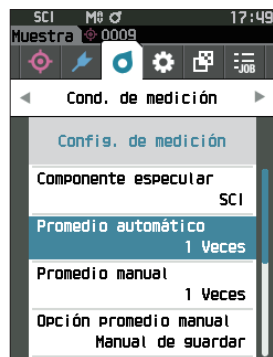 SCI M♂ 17:49
Muestra 0009
-JOB
Cond. de medición
Config. de medición
Componente especular
SCI
Promedio automático
1 Veces
Promedio manual
1 Veces
Opción promedio manual
Manual de guardar